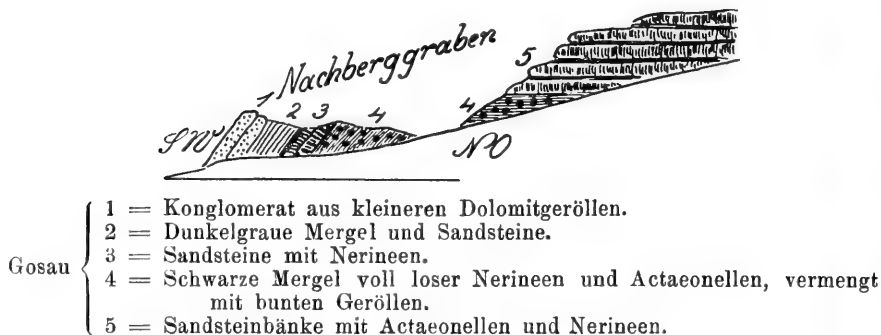 5
Nachberggraben
1 2 3 4 4
SW
NO
1 = Konglomerat aus kleineren Dolomitgeröllen.
2 = Dunkelgraue Mergel und Sandsteine.
Gosau 3 = Sandsteine mit Nerineen.
4 = Schwarze Mergel voll loser Nerineen und Actaeonellen, vermengt
mit bunten Geröllen.
5 = Sandsteinbänke mit Actaeonellen und Nerineen.